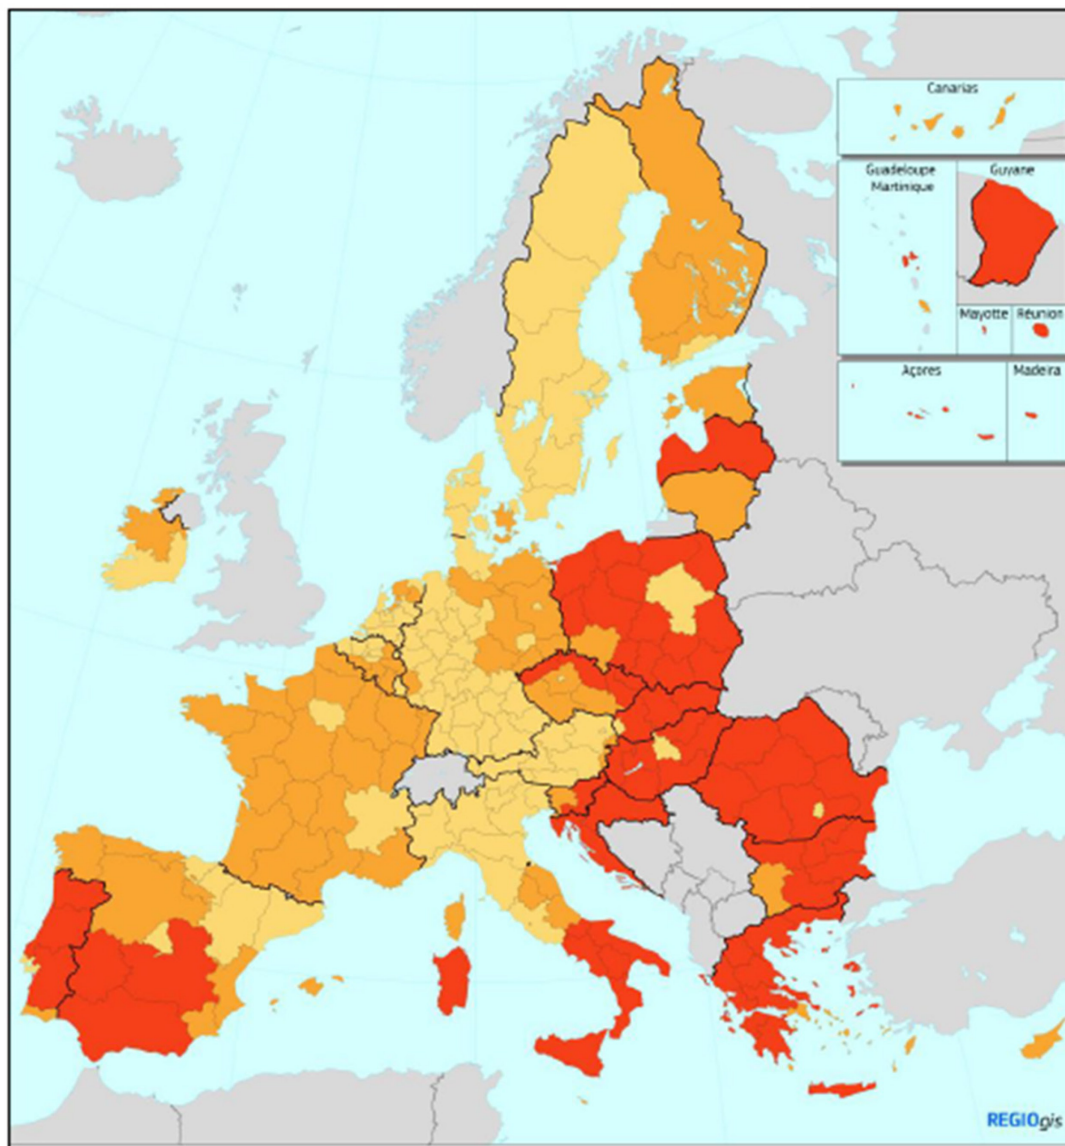 Canarias
Guadeloupe
Martinique
Guyane
Mayotte
Réunion
Açores
Madeira
REGIOgis